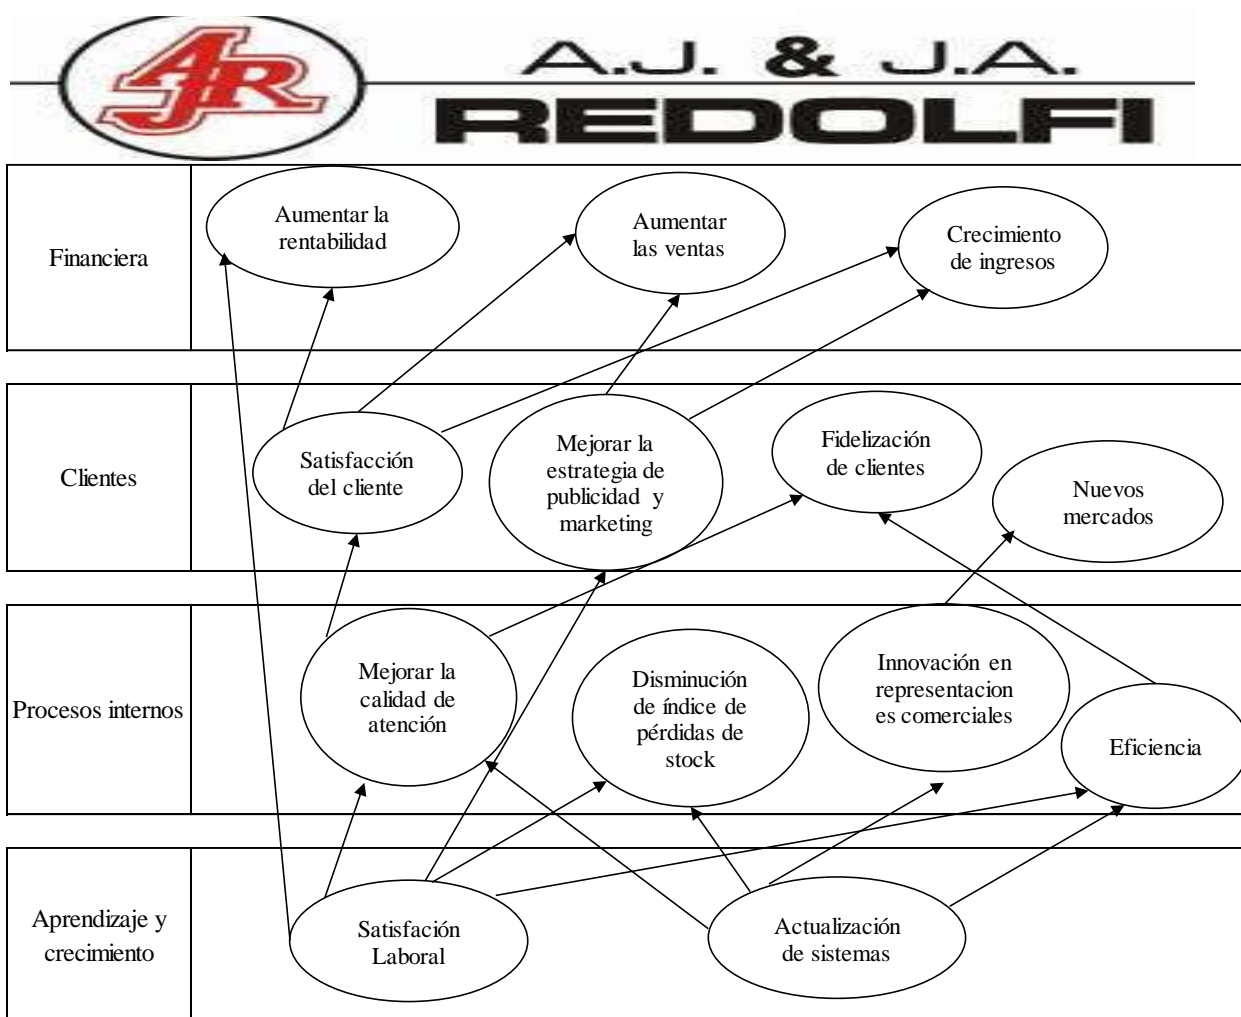 AJR
A.J. & J.A.
REDOLFI
Financiera
Aumentar la
rentabilidad
Aumentar
las ventas
Crecimiento
de ingresos
Clientes
Satisfacción
del cliente
Mejorar la
estrategia de
publicidad y
marketing
Fidelización
de clientes
Nuevos
mercados
Procesos internos
Mejorar la
calidad de
atención
Disminución
de índice de
pérdidas de
stock
Innovación en
representacion
es comerciales
Eficiencia
Aprendizaje y
crecimiento
Satisfación
Laboral
Actualización
de sistemas